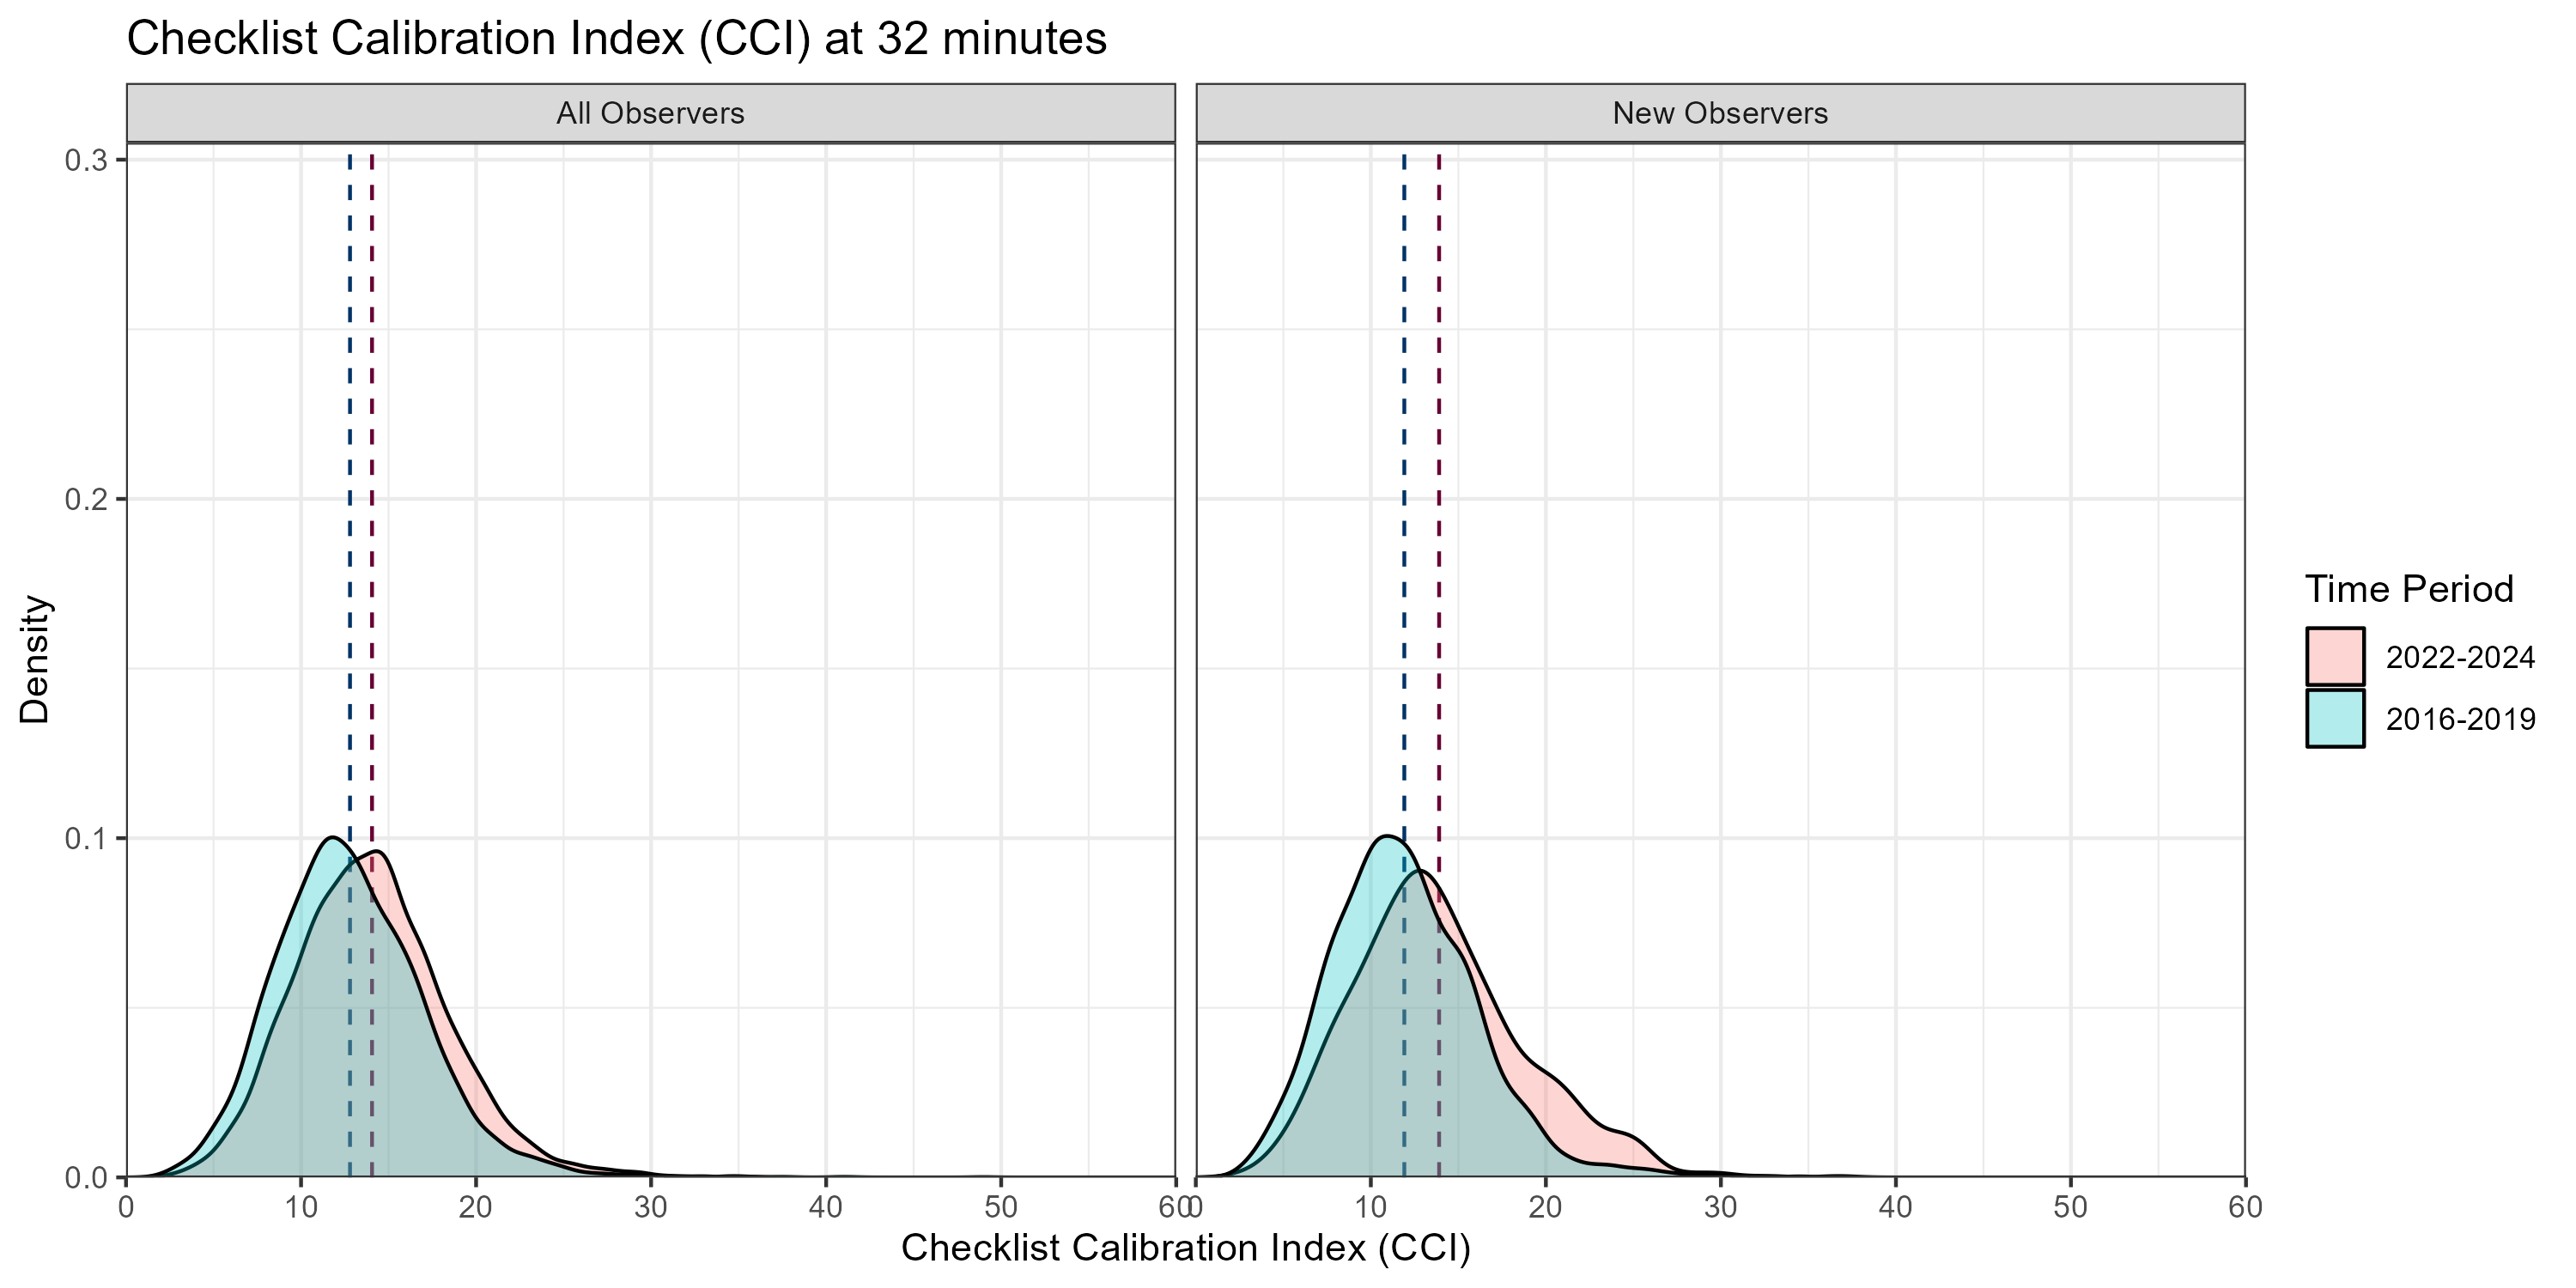 Checklist Calibration Index (CCI) at 32 minutes
All Observers
New Observers
0.3
0.2
0.1
0.0
Density
0 10 20 30 40 50 60
0 10 20 30 40 50 60
Checklist Calibration Index (CCI)
Time Period
2022-2024
2016-2019